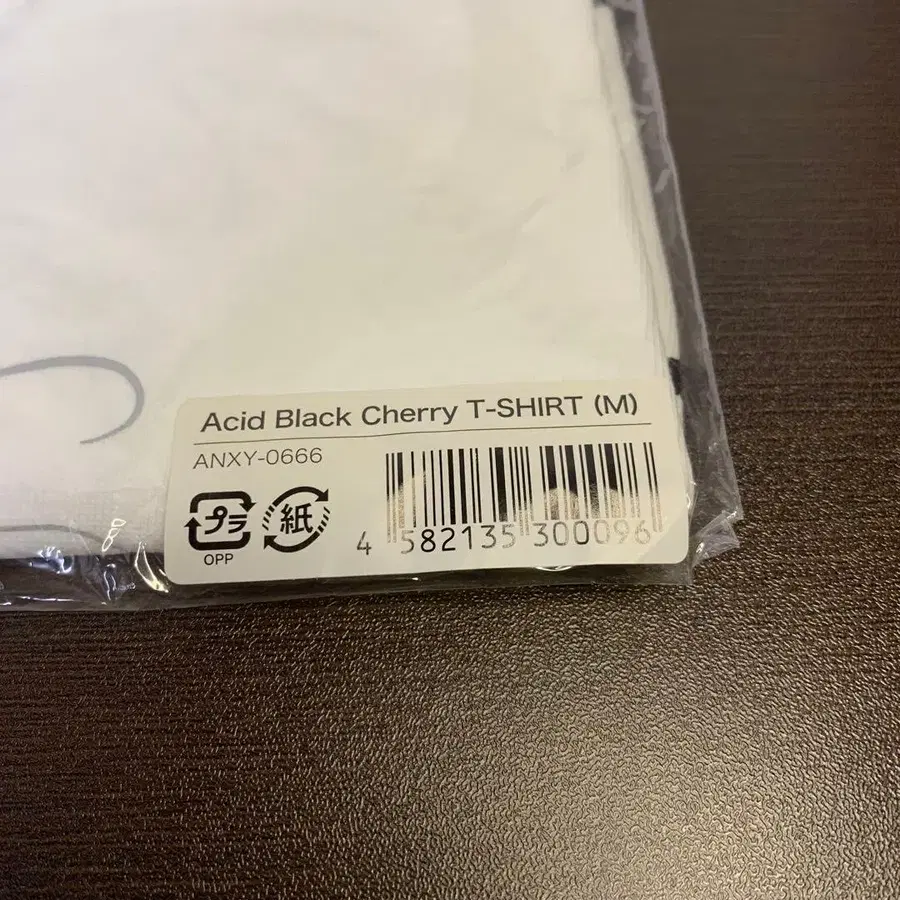 Acid Black Cherry T-SHIRT (M)
ANXY-0666
プラ
紙
OPP
4 582135 300096